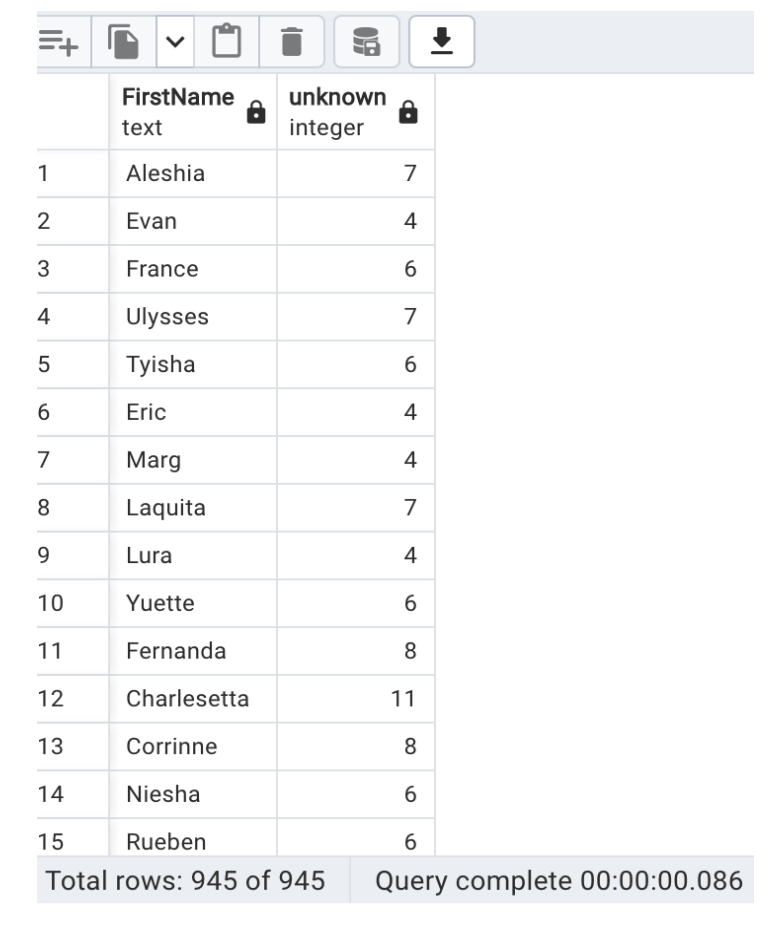 FirstName unknown
text integer
1 Aleshia 7
2 Evan 4
3 France 6
4 Ulysses 7
5 Tyisha 6
6 Eric 4
7 Marg 4
8 Laquita 7
9 Lura 4
10 Yuette 6
11 Fernanda 8
12 Charlesetta 11
13 Corrinne 8
14 Niesha 6
15 Rueben 6
Total rows: 945 of 945 Query complete 00:00:00.086